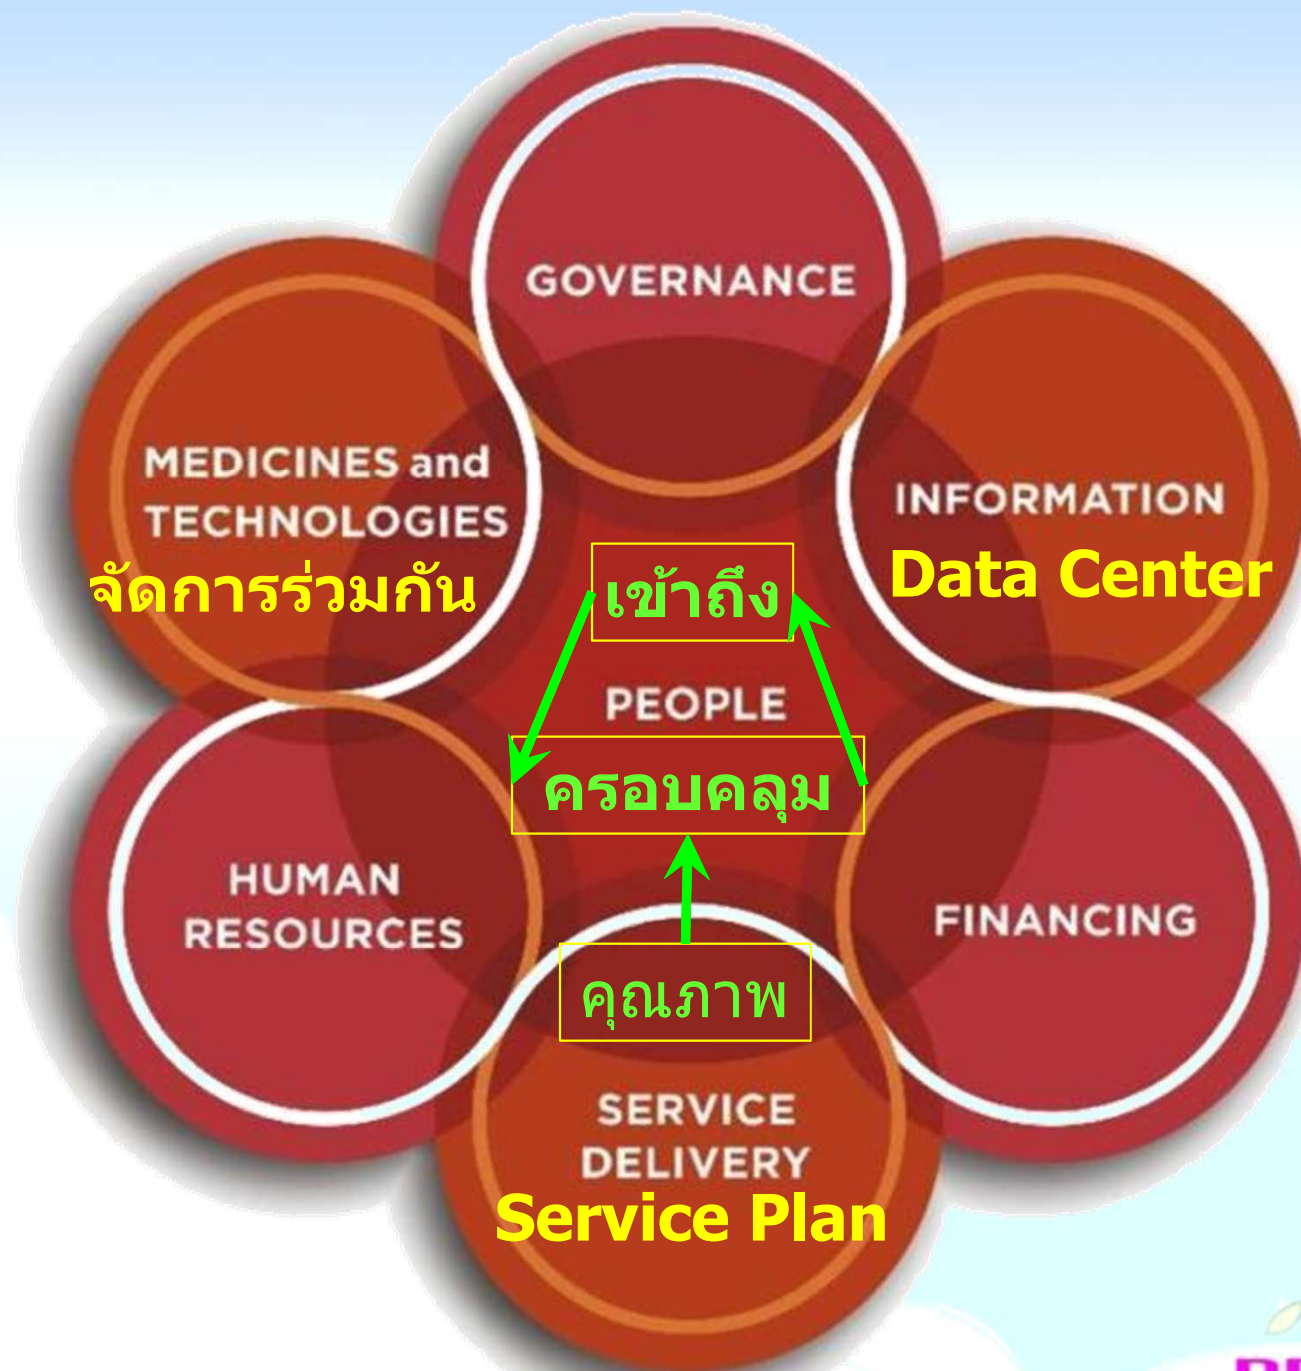 GOVERNANCE
MEDICINES and
TECHNOLOGIES
จัดการร่วมกัน
INFORMATION
Data Center
เข้าถึง
PEOPLE
ครอบคลุม
HUMAN
RESOURCES
FINANCING
คุณภาพ
SERVICE
DELIVERY
Service Plan